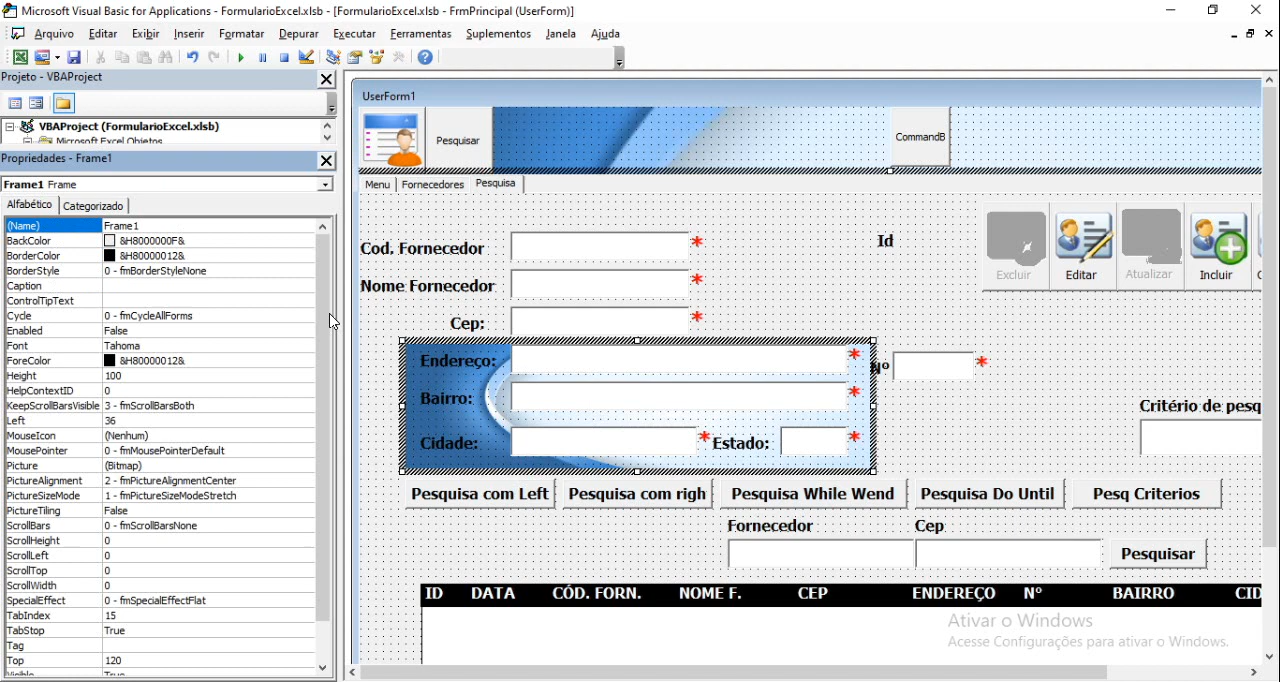 Microsoft Visual Basic for Applications - FormularioExcel.xlsb - [FormularioExcel.xlsb - FrmPrincipal (UserForm)]
Arquivo Editar Exibir Inserir Formatar Depurar Executar Ferramentas Suplementos Janela Ajuda
Projeto - VBAProject
VBAProject (FormularioExcel.xlsb)
Microsoft Excel Objetos
Propriedades - Frame1
Frame1 Frame
Alfabético Categorizado
(Name) Frame1
BackColor &H8000000F&
BorderColor &H80000012&
BorderStyle 0 - fmBorderStyleNone
Caption
ControlTipText
Cycle 0 - fmCycleAllForms
Enabled False
Font Tahoma
ForeColor &H80000012&
Height 100
HelpContextID 0
KeepScrollBarsVisible 3 - fmScrollBarsBoth
Left 36
MouseIcon (Nenhum)
MousePointer 0 - fmMousePointerDefault
Picture (Bitmap)
PictureAlignment 2 - fmPictureAlignmentCenter
PictureSizeMode 1 - fmPictureSizeModeStretch
PictureTiling False
ScrollBars 0 - fmScrollBarsNone
ScrollHeight 0
ScrollLeft 0
ScrollTop 0
ScrollWidth 0
SpecialEffect 0 - fmSpecialEffectFlat
TabIndex 15
TabStop True
Tag
Top 120
Visible True
UserForm1
Pesquisar
CommandB
Menu Fornecedores Pesquisa
Cod. Fornecedor *
Id
Excluir Editar Atualizar Incluir
Nome Fornecedor *
Cep: *
Endereço: * Nº *
Bairro: *
Critério de pesq
Cidade: * Estado: *
Pesquisa com Left Pesquisa com righ Pesquisa While Wend Pesquisa Do Until Pesq Criterios
Fornecedor Cep
Pesquisar
ID DATA CÓD. FORN. NOME F. CEP ENDEREÇO Nº BAIRRO CID
Ativar o Windows
Acesse Configurações para ativar o Windows.